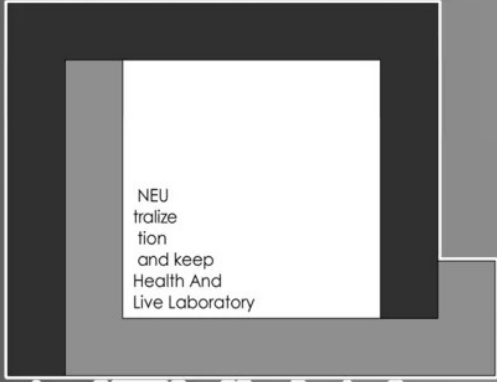 NEU
tralize
tion
and keep
Health And
Live Laboratory